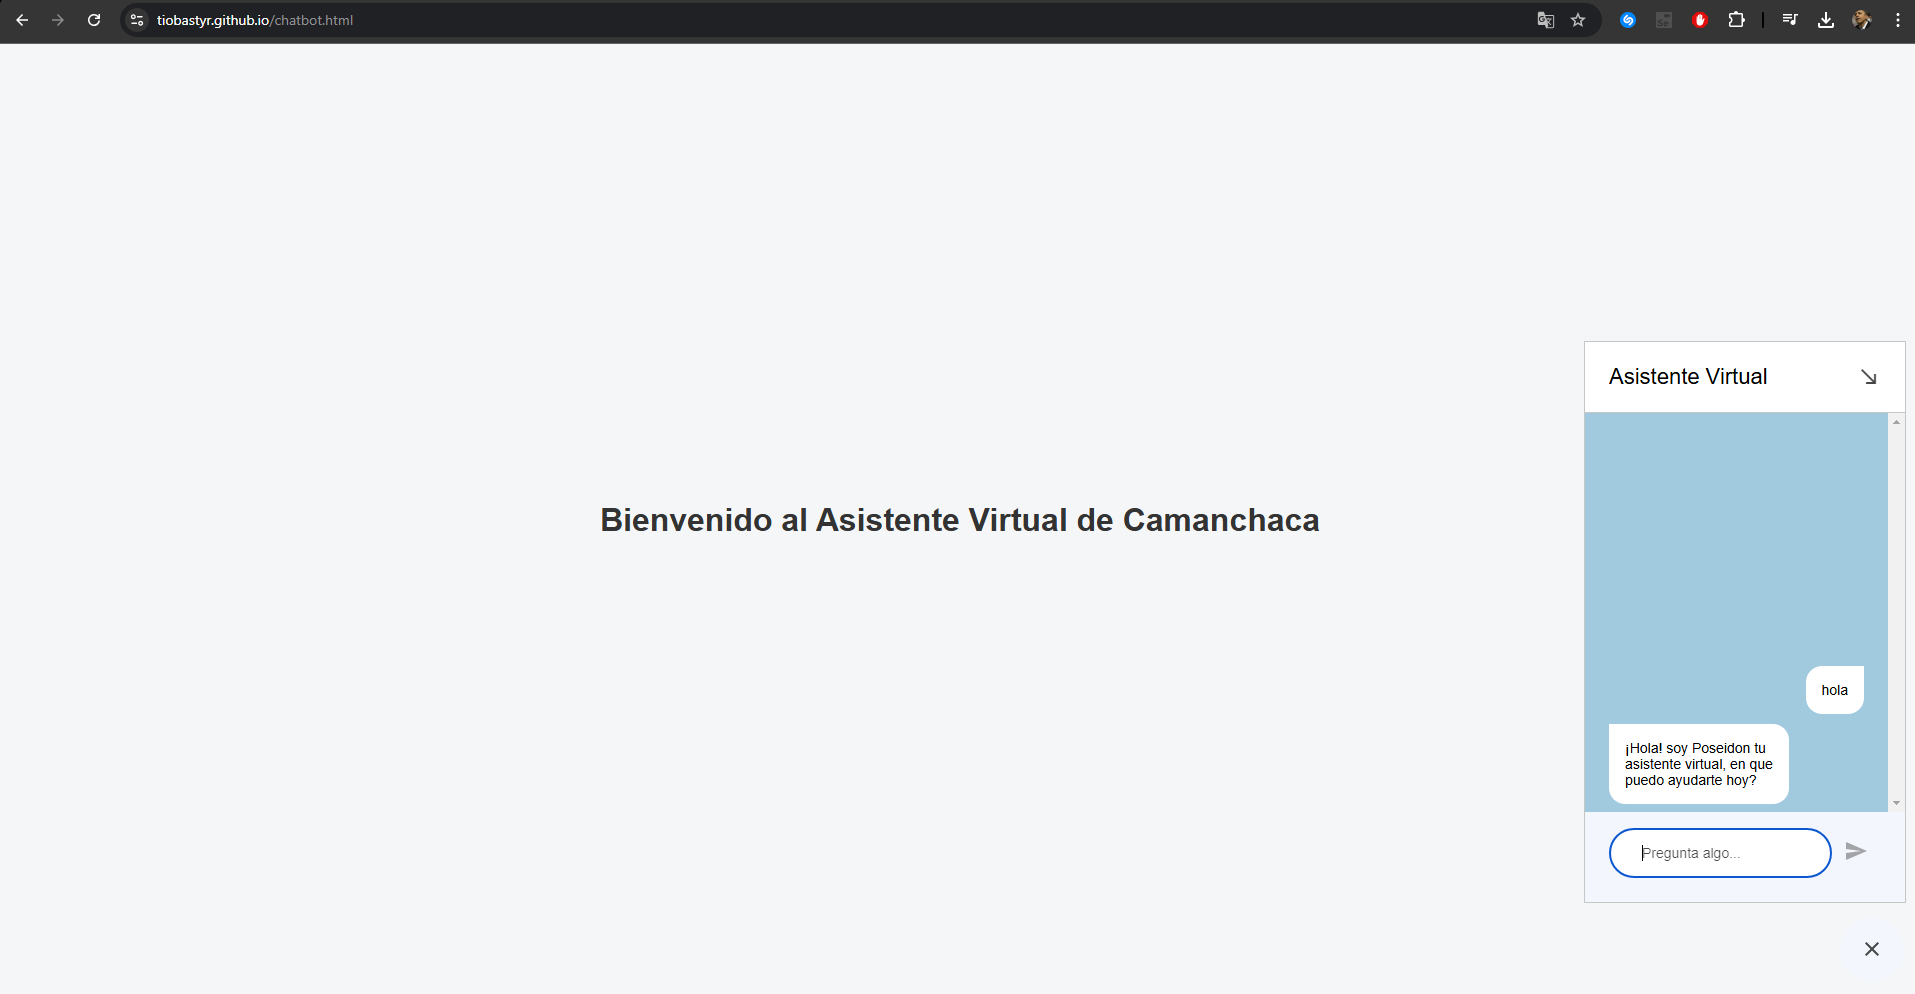 tiobastyr.github.io/chatbot.html
Asistente Virtual
Bienvenido al Asistente Virtual de Camanchaca
hola
¡Hola! soy Poseidon tu
asistente virtual, en que
puedo ayudarte hoy?
Pregunta algo...